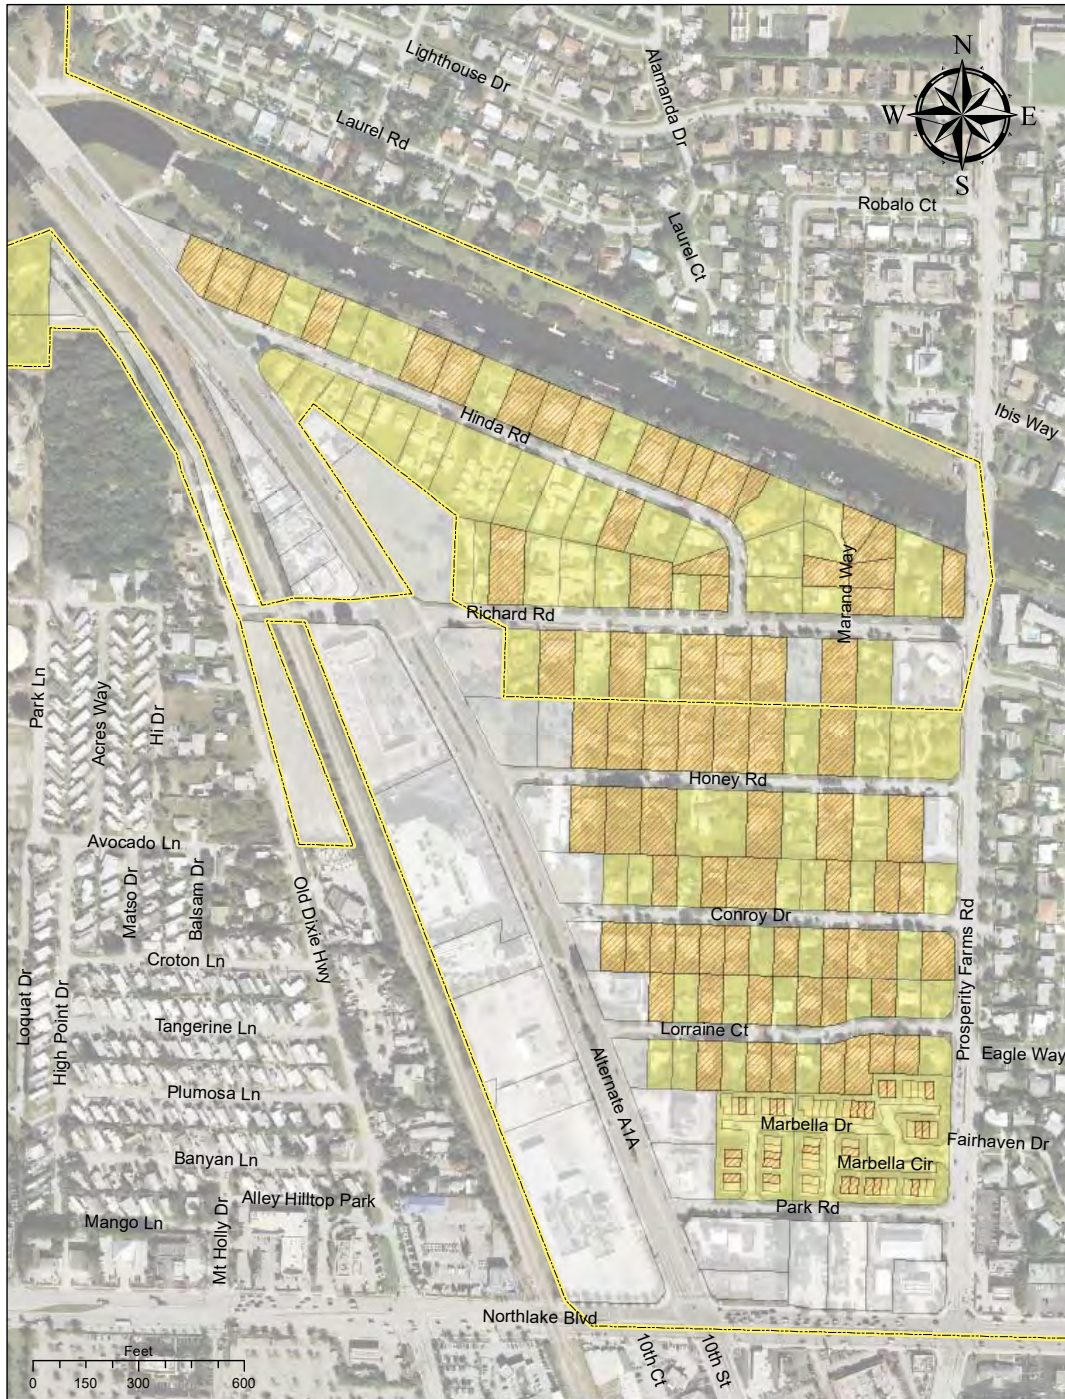 Lighthouse Dr
Alamanda Dr
N
W
E
S
Laurel Rd
Robalo Ct
Laurel Ct
Hinda Rd
Ibis Way
Marand Way
Richard Rd
Park Ln
Acres Way
Hi Dr
Honey Rd
Avocado Ln
Matso Dr
Balsam Dr
Old Dixie Hwy
Conroy Dr
Prosperity Farms Rd
Croton Ln
Loquat Dr
High Point Dr
Tangerine Ln
Lorraine Ct
Eagle Way
Alternate A1A
Plumosa Ln
Marbella Dr
Fairhaven Dr
Banyan Ln
Marbella Cir
Alley Hilltop Park
Park Rd
Mango Ln
Mt Holly Dr
Northlake Blvd
10th Ct
10th St
Feet
0 150 300 600